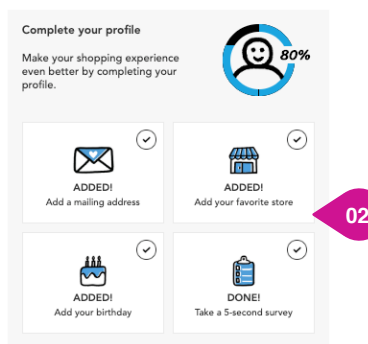 Complete your profile
Make your shopping experience
even better by completing your
profile.
80%
ADDED!
Add a mailing address
ADDED!
Add your favorite store
02
ADDED!
Add your birthday
DONE!
Take a 5-second survey